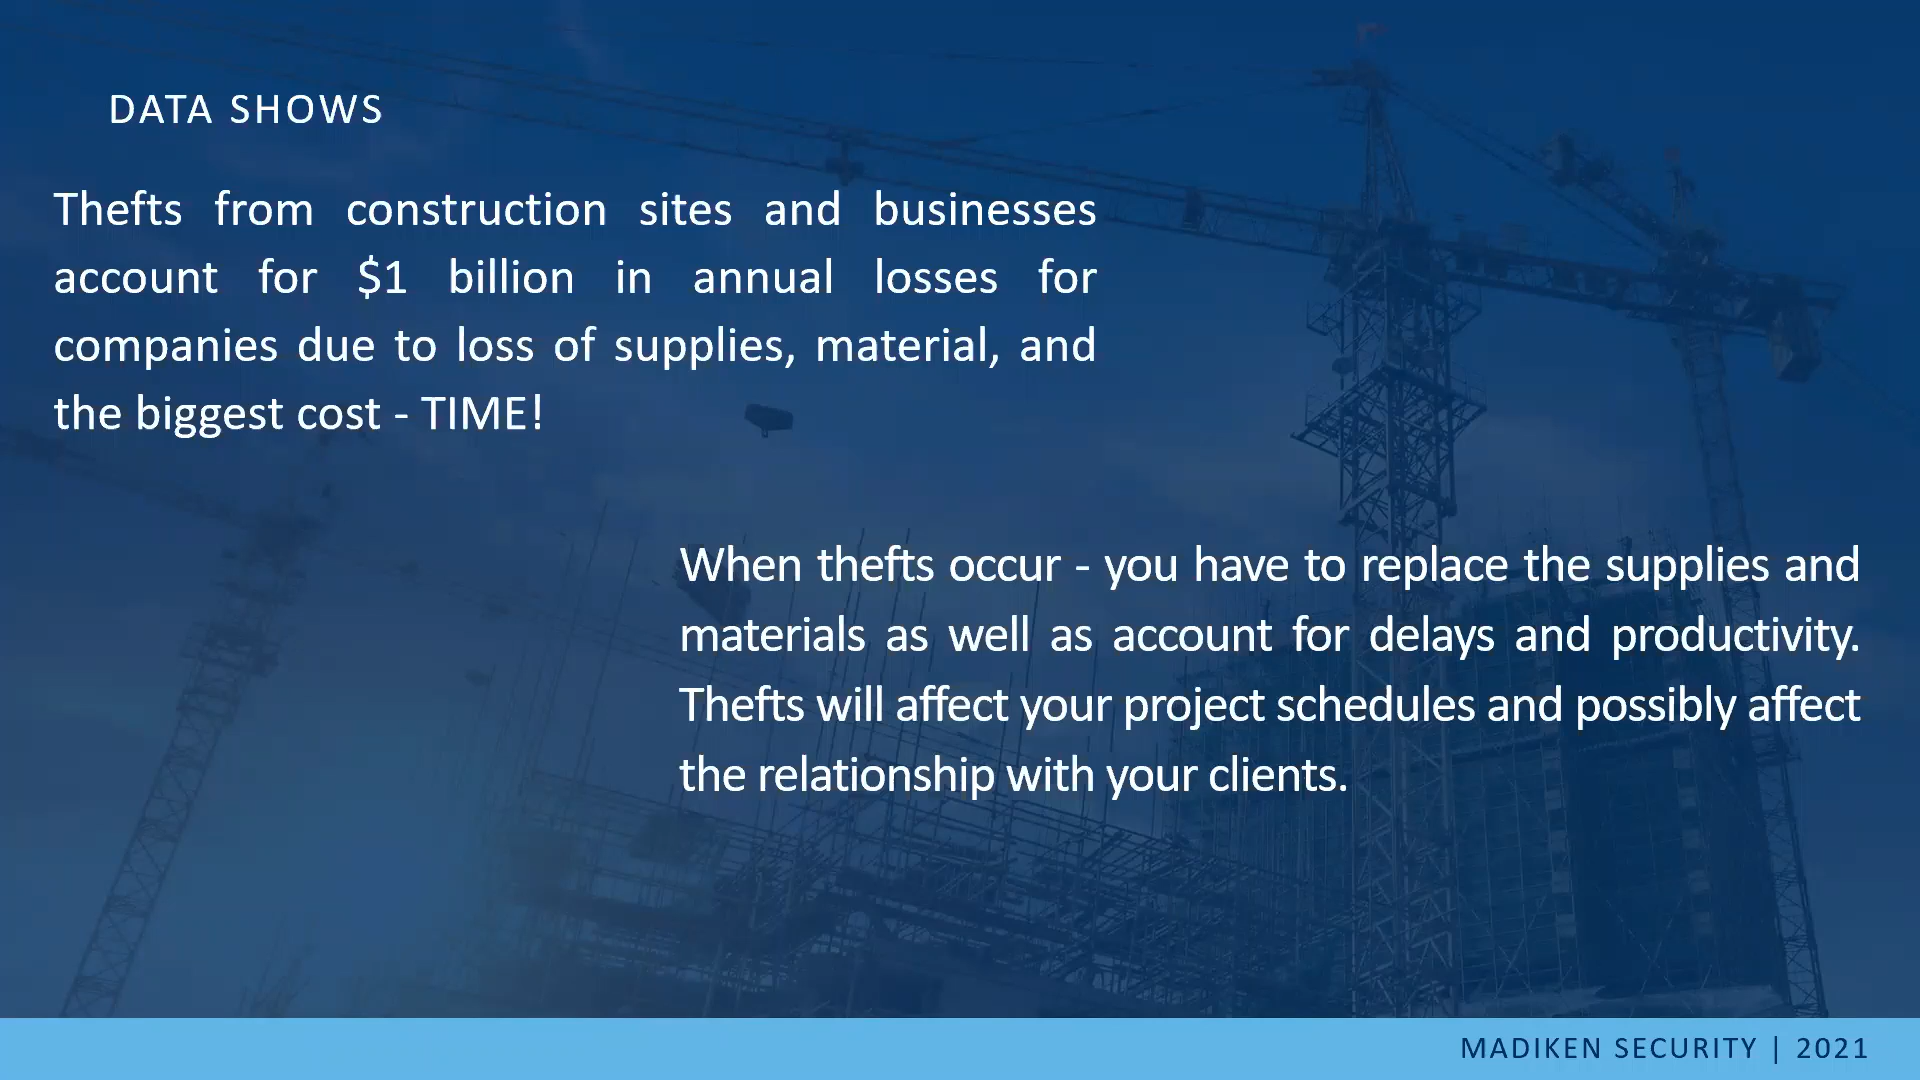 DATA SHOWS
Thefts from construction sites and businesses
account for $1 billion in annual losses for
companies due to loss of supplies, material, and
the biggest cost - TIME!
When thefts occur - you have to replace the supplies and
materials as well as account for delays and productivity.
Thefts will affect your project schedules and possibly affect
the relationship with your clients.
MADIKEN SECURITY | 2021